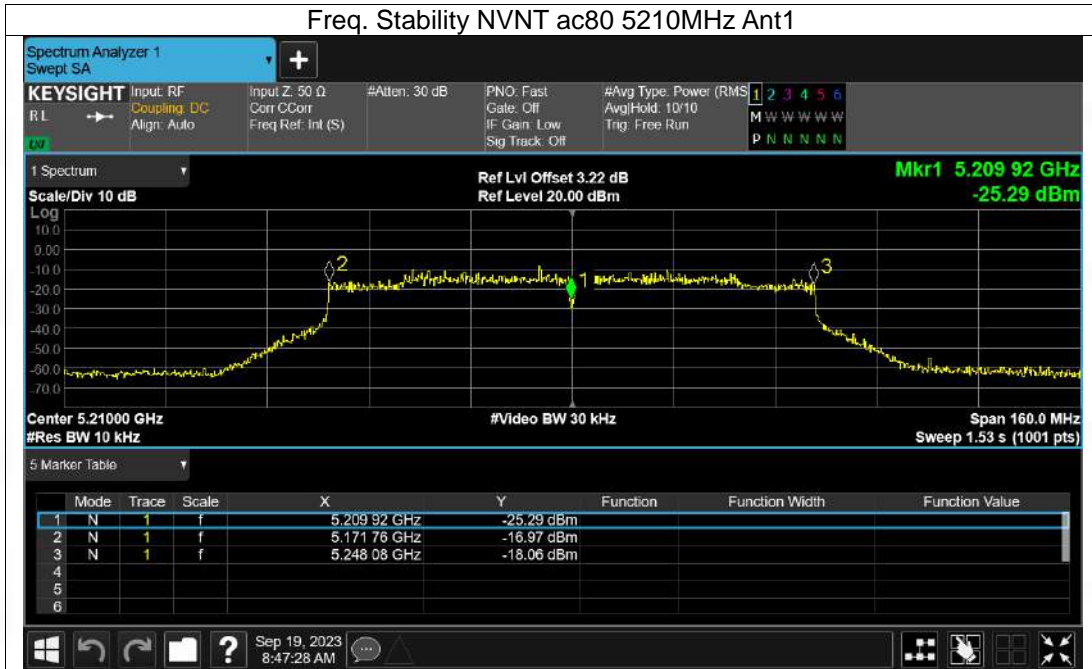 Freq. Stability NVNT ac80 5210MHz Ant1
Spectrum Analyzer 1
Swept SA
+
KEYSIGHT Input: RF Input Z: 50 Ω #Atten: 30 dB PNO: Fast #Avg Type: Power (RMS 1 2 3 4 5 6
RL Coupling: DC Corr CCorr Gate: Off Avg|Hold: 10/10 M W W W W W
Align: Auto Freq Ref: Int (S) IF Gain: Low Trig: Free Run
LXI Sig Track: Off P N N N N N
1 Spectrum Ref Lvl Offset 3.22 dB Mkr1 5.209 92 GHz
Scale/Div 10 dB Ref Level 20.00 dBm -25.29 dBm
Log
10.0
0.00
-10.0 2 3
-20.0 1
-30.0
-40.0
-50.0
-60.0
-70.0
Center 5.21000 GHz #Video BW 30 kHz Span 160.0 MHz
#Res BW 10 kHz Sweep 1.53 s (1001 pts)
5 Marker Table
Mode Trace Scale X Y Function Function Width Function Value
1 N 1 f 5.209 92 GHz -25.29 dBm
2 N 1 f 5.171 76 GHz -16.97 dBm
3 N 1 f 5.248 08 GHz -18.06 dBm
4
5
6
? Sep 19, 2023
8:47:28 AM